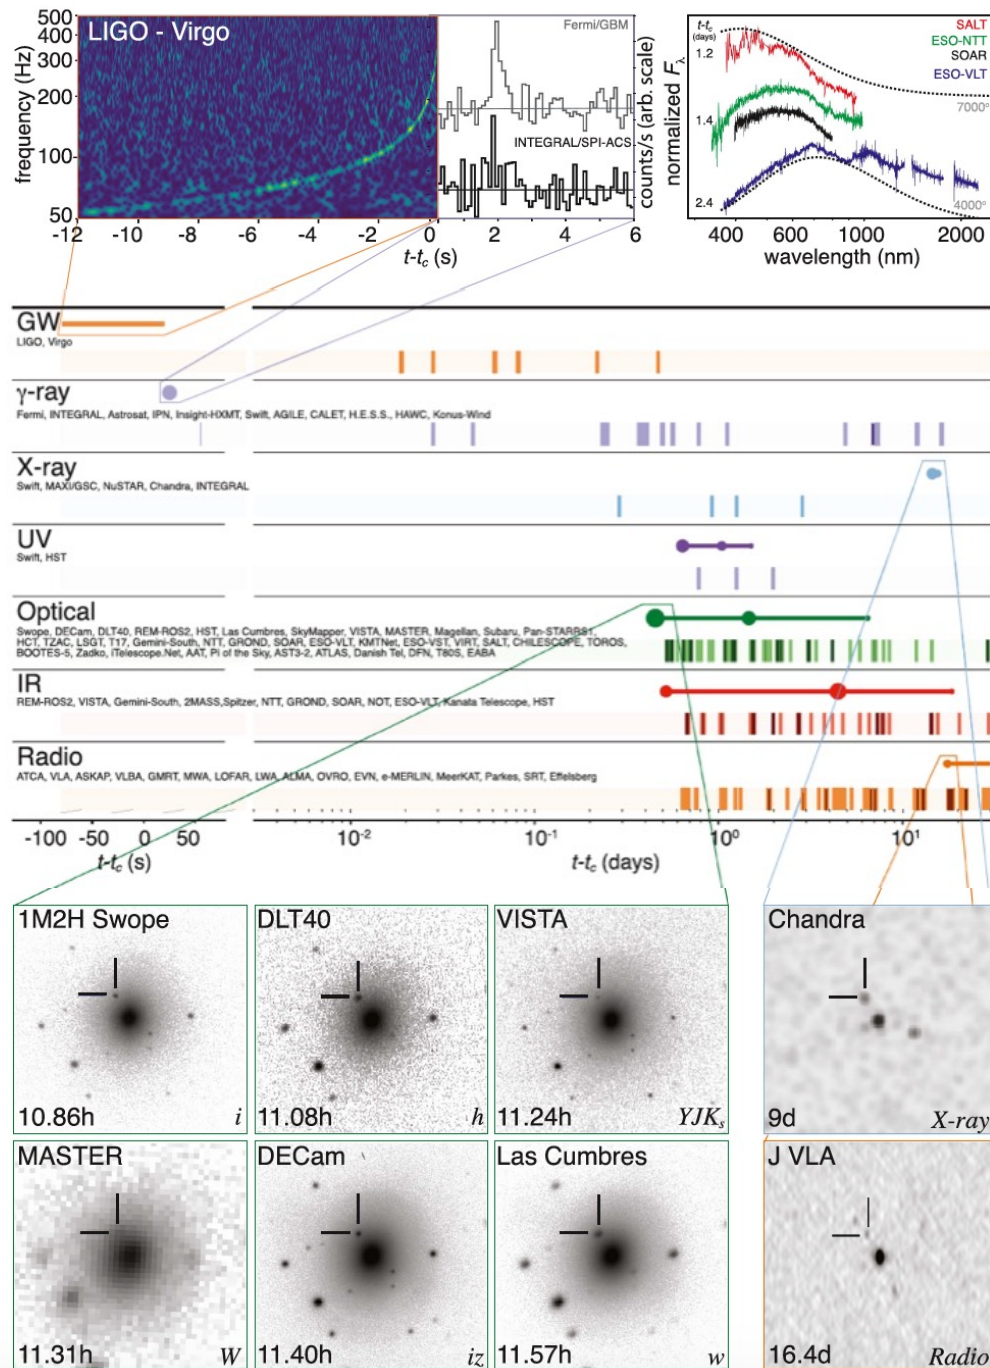 LIGO - Virgo
frequency (Hz)
500
400
300
200
100
50
-12 -10 -8 -6 -4 -2 0 2 4 6
t-tc (s)
Fermi/GBM
INTEGRAL/SPI-ACS
counts/s (arb. scale)
normalized Fλ
t-tc
(days)
1.2
1.4
2.4
SALT
ESO-NTT
SOAR
ESO-VLT
7000°
4000°
400 600 1000 2000
wavelength (nm)
GW
LIGO, Virgo
γ-ray
Fermi, INTEGRAL, Astrosat, IPN, Insight-HXMT, Swift, AGILE, CALET, H.E.S.S., HAWC, Konus-Wind
X-ray
Swift, MAXI/GSC, NuSTAR, Chandra, INTEGRAL
UV
Swift, HST
Optical
Swope, DECam, DLT40, REM-ROS2, HST, Las Cumbres, SkyMapper, VISTA, MASTER, Magellan, Subaru, Pan-STARRS1,
HCT, TZAC, LSGT, T17, Gemini-South, NTT, GROND, SOAR, ESO-VLT, KMTNet, ESO-VST, VIRT, SALT, CHILESCOPE, TOROS,
BOOTES-5, Zadko, iTelescope.Net, AAT, Pi of the Sky, AST3-2, ATLAS, Danish Tel, DFN, T80S, EABA
IR
REM-ROS2, VISTA, Gemini-South, 2MASS,Spitzer, NTT, GROND, SOAR, NOT, ESO-VLT, Kanata Telescope, HST
Radio
ATCA, VLA, ASKAP, VLBA, GMRT, MWA, LOFAR, LWA, ALMA, OVRO, EVN, e-MERLIN, MeerKAT, Parkes, SRT, Effelsberg
-100 -50 0 50 10⁻² 10⁻¹ 10⁰ 10¹
t-tc (s) t-tc (days)
1M2H Swope
10.86h i
DLT40
11.08h h
VISTA
11.24h YJKs
Chandra
9d X-ray
MASTER
11.31h W
DECam
11.40h iz
Las Cumbres
11.57h w
J VLA
16.4d Radio